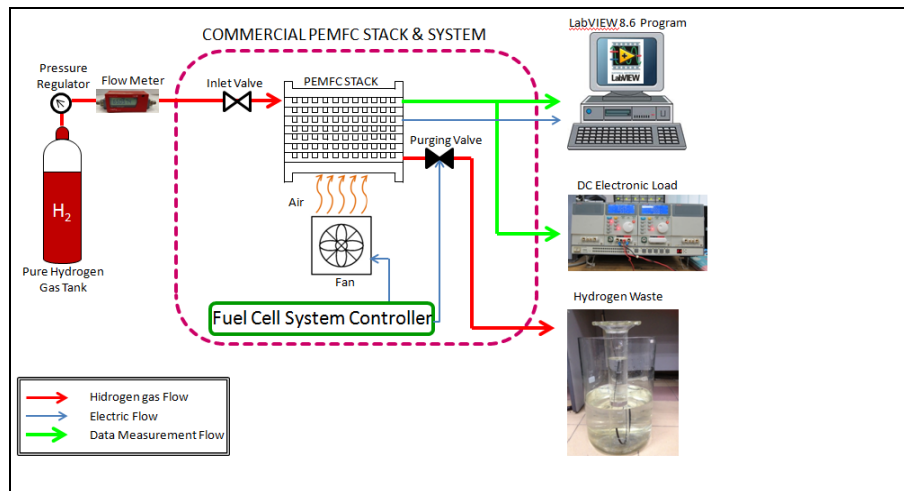 LabVIEW 8.6 Program
COMMERCIAL PEMFC STACK & SYSTEM
Pressure
Regulator
Flow Meter
Inlet Valve
PEMFC STACK
LabVIEW
Purging Valve
DC Electronic Load
Air
H2
Pure Hydrogen
Gas Tank
Fan
Hydrogen Waste
Fuel Cell System Controller
Hidrogen gas Flow
Electric Flow
Data Measurement Flow